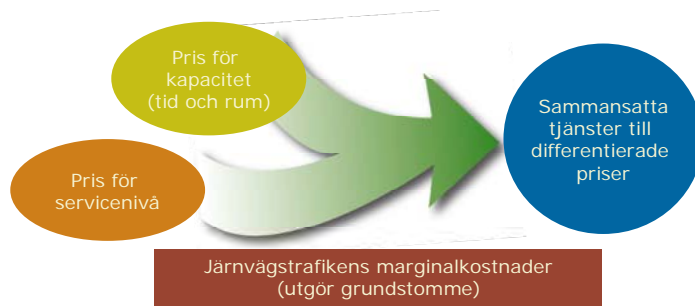 Pris för
kapacitet
(tid och rum)
Pris för
servicenivå
Sammansatta
tjänster till
differentierade
priser
Järnvägstrafikens marginalkostnader
(utgör grundstomme)